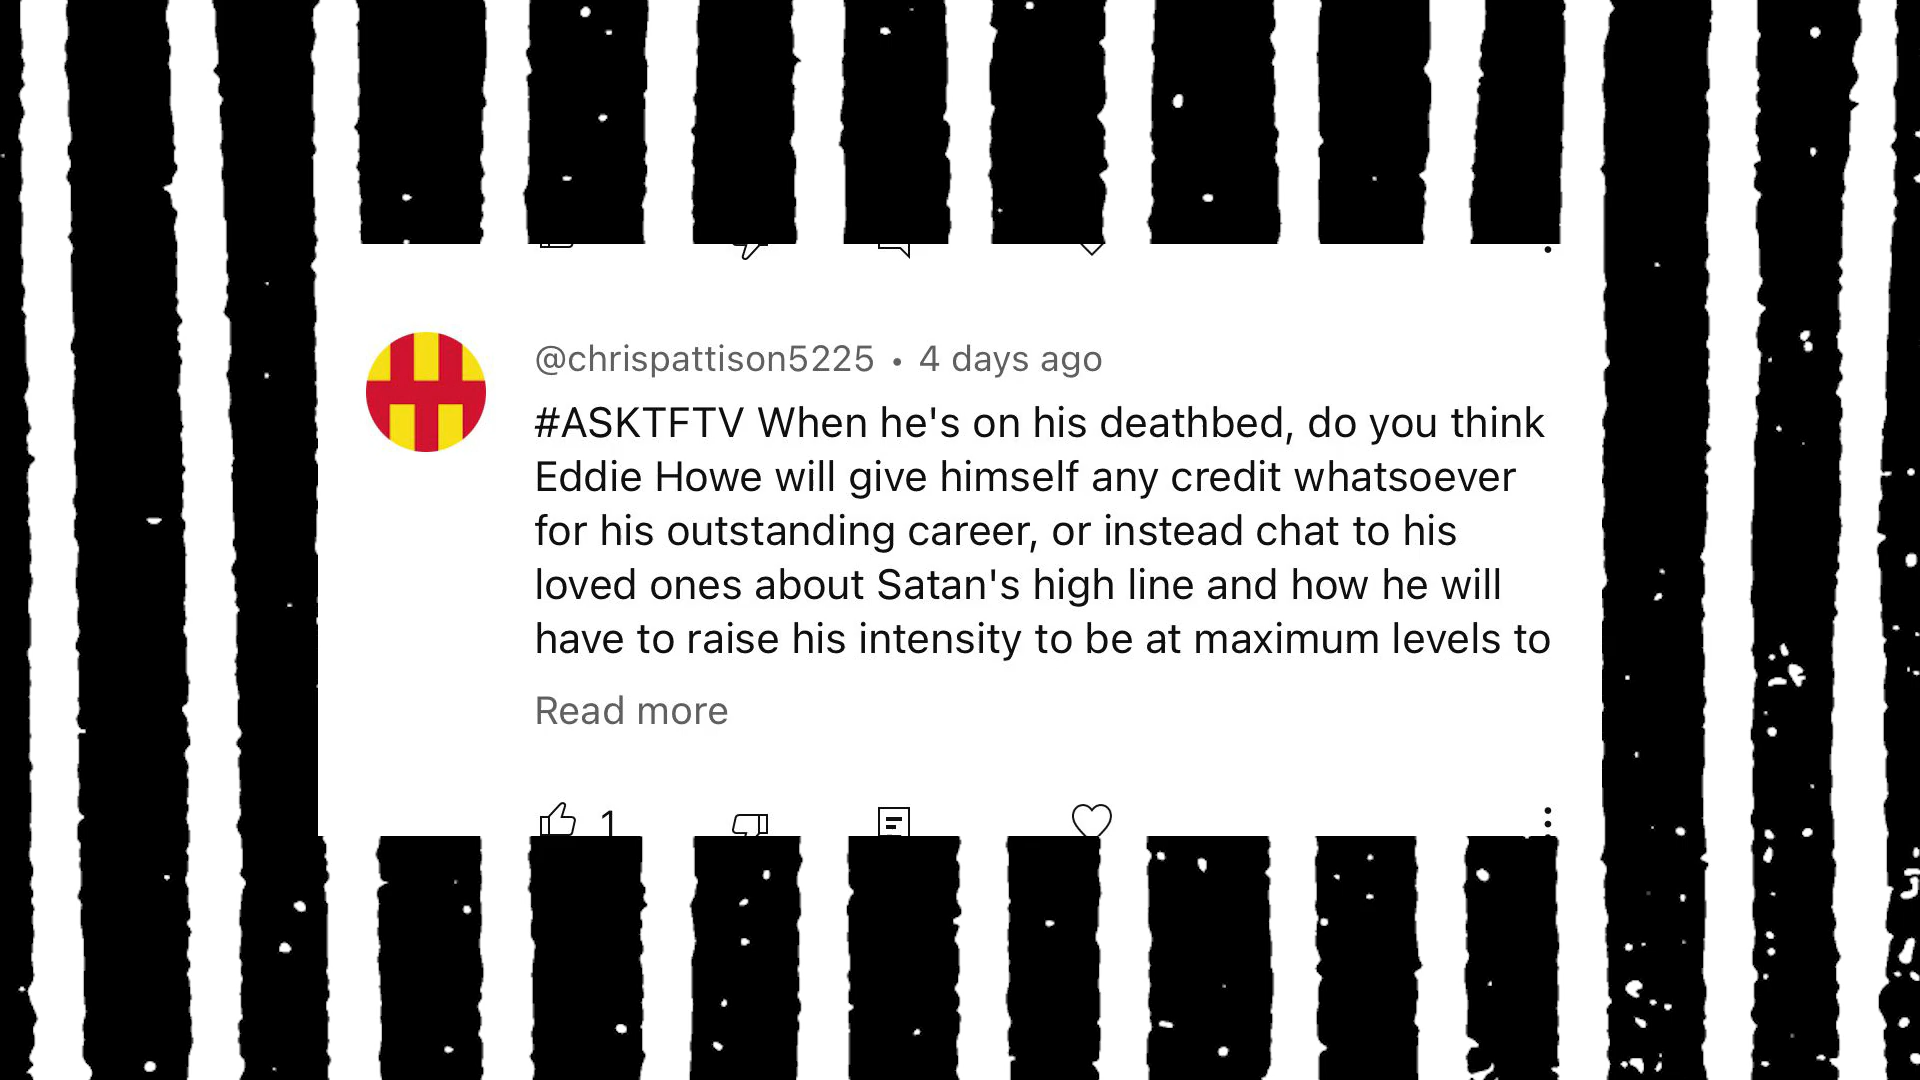 @chrispattison5225 • 4 days ago
#ASKTFTV When he's on his deathbed, do you think
Eddie Howe will give himself any credit whatsoever
for his outstanding career, or instead chat to his
loved ones about Satan's high line and how he will
have to raise his intensity to be at maximum levels to
Read more
1